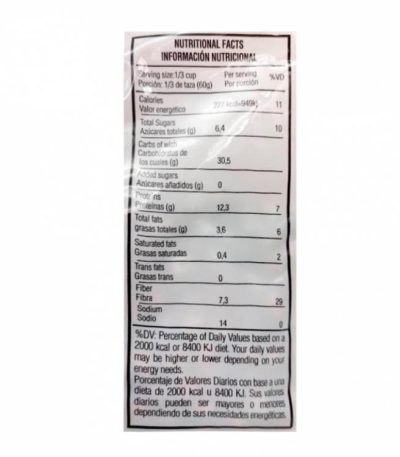 NUTRITIONAL FACTS
INFORMACIÓN NUTRICIONAL
Serving size:1/3 cup Per serving %VD
Porción: 1/3 de taza (60g) Por porción
Calories
Valor energético 227 kcal=949kj 11
Total Sugars
Azúcares totales (g) 6,4 10
Carbs of wich
Carbohidratos de
los cuales (g) 30,5
Added sugars
Azúcares añadidos (g) 0
Proteins
Proteínas (g) 12,3 7
Total fats
grasas totales (g) 3,6 6
Saturated fats
Grasas saturadas 0,4 2
Trans fats
Grasas trans 0
Fiber
Fibra 7,3 29
Sodium
Sodio 14 0
%DV: Percentage of Daily Values based on a
2000 kcal or 8400 KJ diet. Your daily values
may be higher or lower depending on your
energy needs.
Porcentaje de Valores Diarios con base a una
dieta de 2000 kcal u 8400 KJ. Sus valores
diarios pueden ser mayores o menores
dependiendo de sus necesidades energéticas.